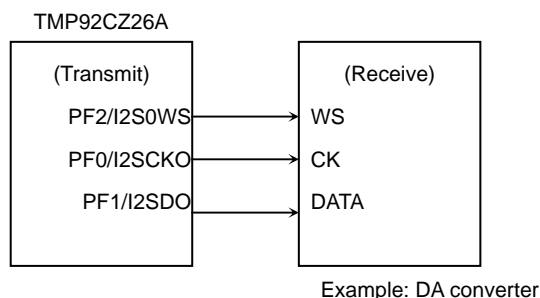 TMP92CZ26A
(Transmit)
(Receive)
PF2/I2S0WS
WS
PF0/I2SCKO
CK
PF1/I2SDO
DATA
Example: DA converter